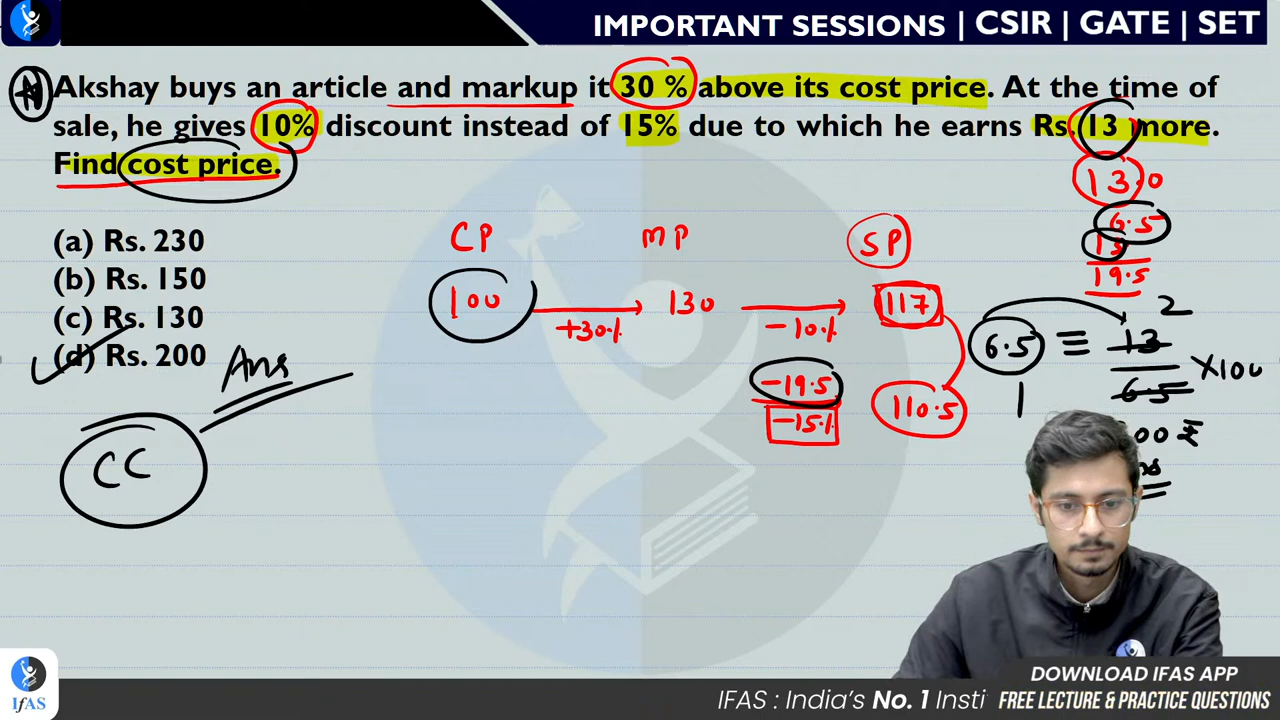 IMPORTANT SESSIONS | CSIR | GATE | SET
Akshay buys an article and markup it 30 % above its cost price. At the time of
sale, he gives 10% discount instead of 15% due to which he earns Rs. 13 more.
Find cost price.
13.0
6.5
13
19.5
(a) Rs. 230
(b) Rs. 150
(c) Rs. 130
(d) Rs. 200
Ans
CC
CP MP SP
100 +30% 130 -10% 117
-19.5
-15%
110.5
2
6.5 ≡ 13
6.5 ×100
1
00 ₹
DOWNLOAD IFAS APP
IFAS : India's No. 1 Insti FREE LECTURE & PRACTICE QUESTIONS
IFAS